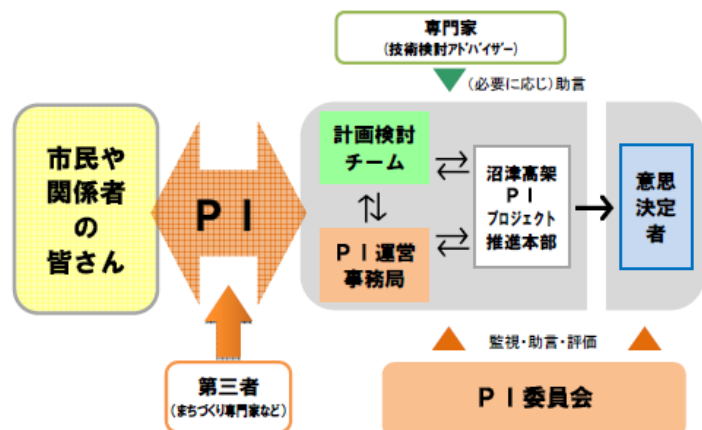 専門家
(技術検討アドバイザー)
(必要に応じ)助言
市民や
関係者
の
皆さん
PI
計画検討
チーム
PI運営
事務局
沼津高架
PI
プロジェクト
推進本部
意思
決定
者
監視・助言・評価
第三者
(まちづくり専門家など)
PI委員会